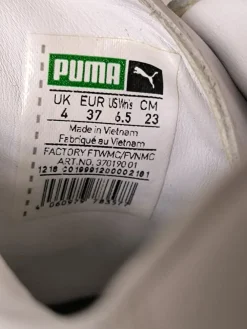 PUMA
UK EUR US Wn's CM
4 37 6.5 23
Made in Vietnam
Fabriqué au Vietnam
FACTORY FTWMC/FVNMC
ART.NO. 370190 01